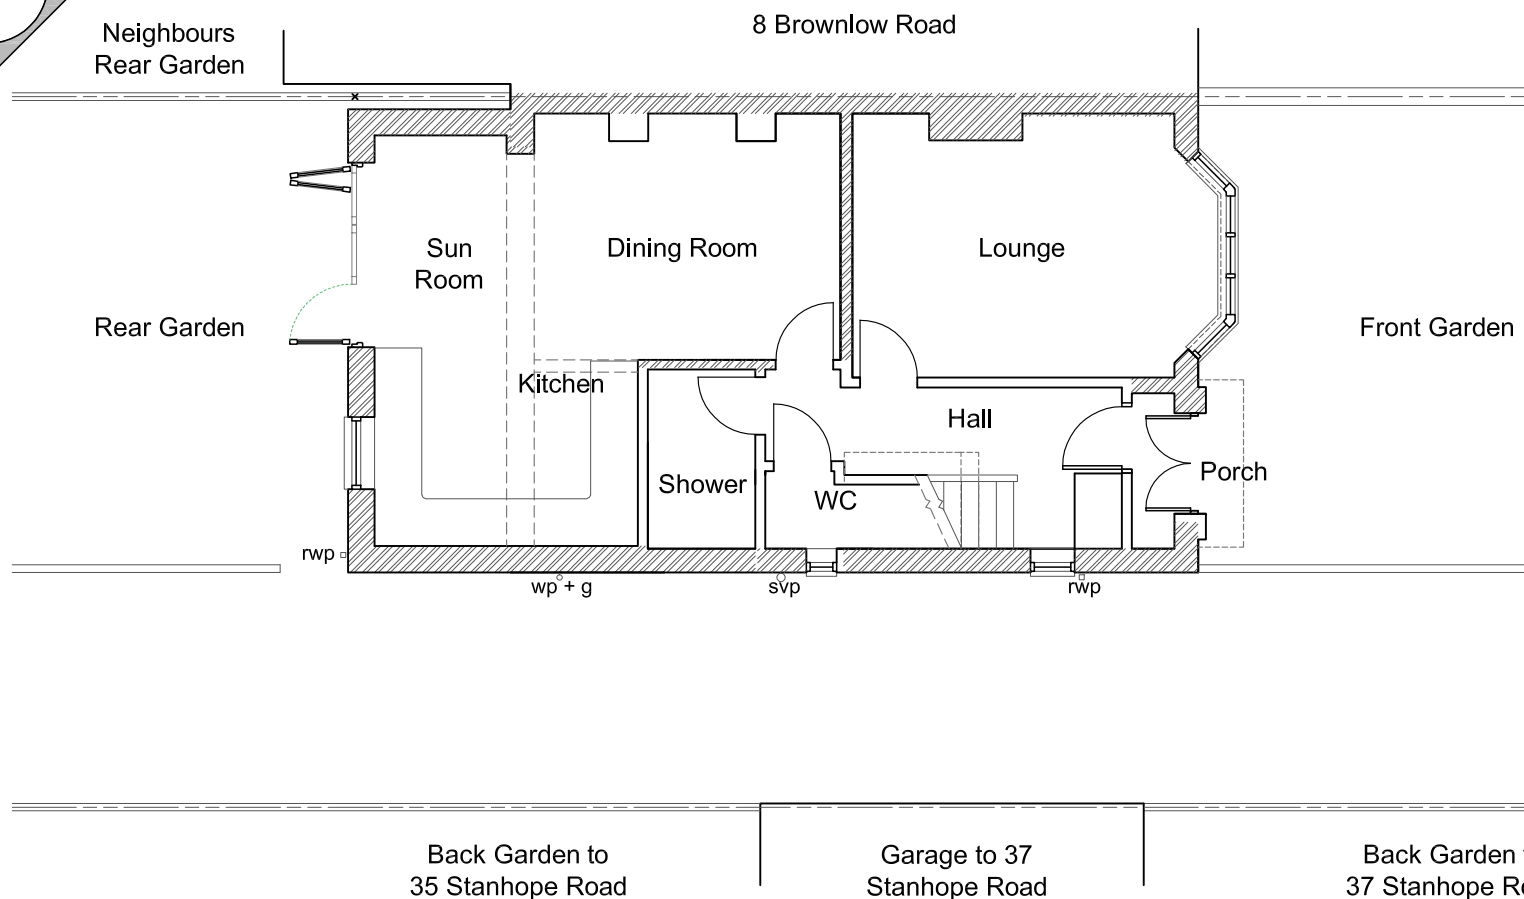 8 Brownlow Road
Neighbours
Rear Garden
Sun
Room
Dining Room
Lounge
Rear Garden
Front Garden
Kitchen
Hall
Shower
WC
Porch
rwp
wp + g
svp
rwp
Back Garden to
35 Stanhope Road
Garage to 37
Stanhope Road
Back Garden
37 Stanhope